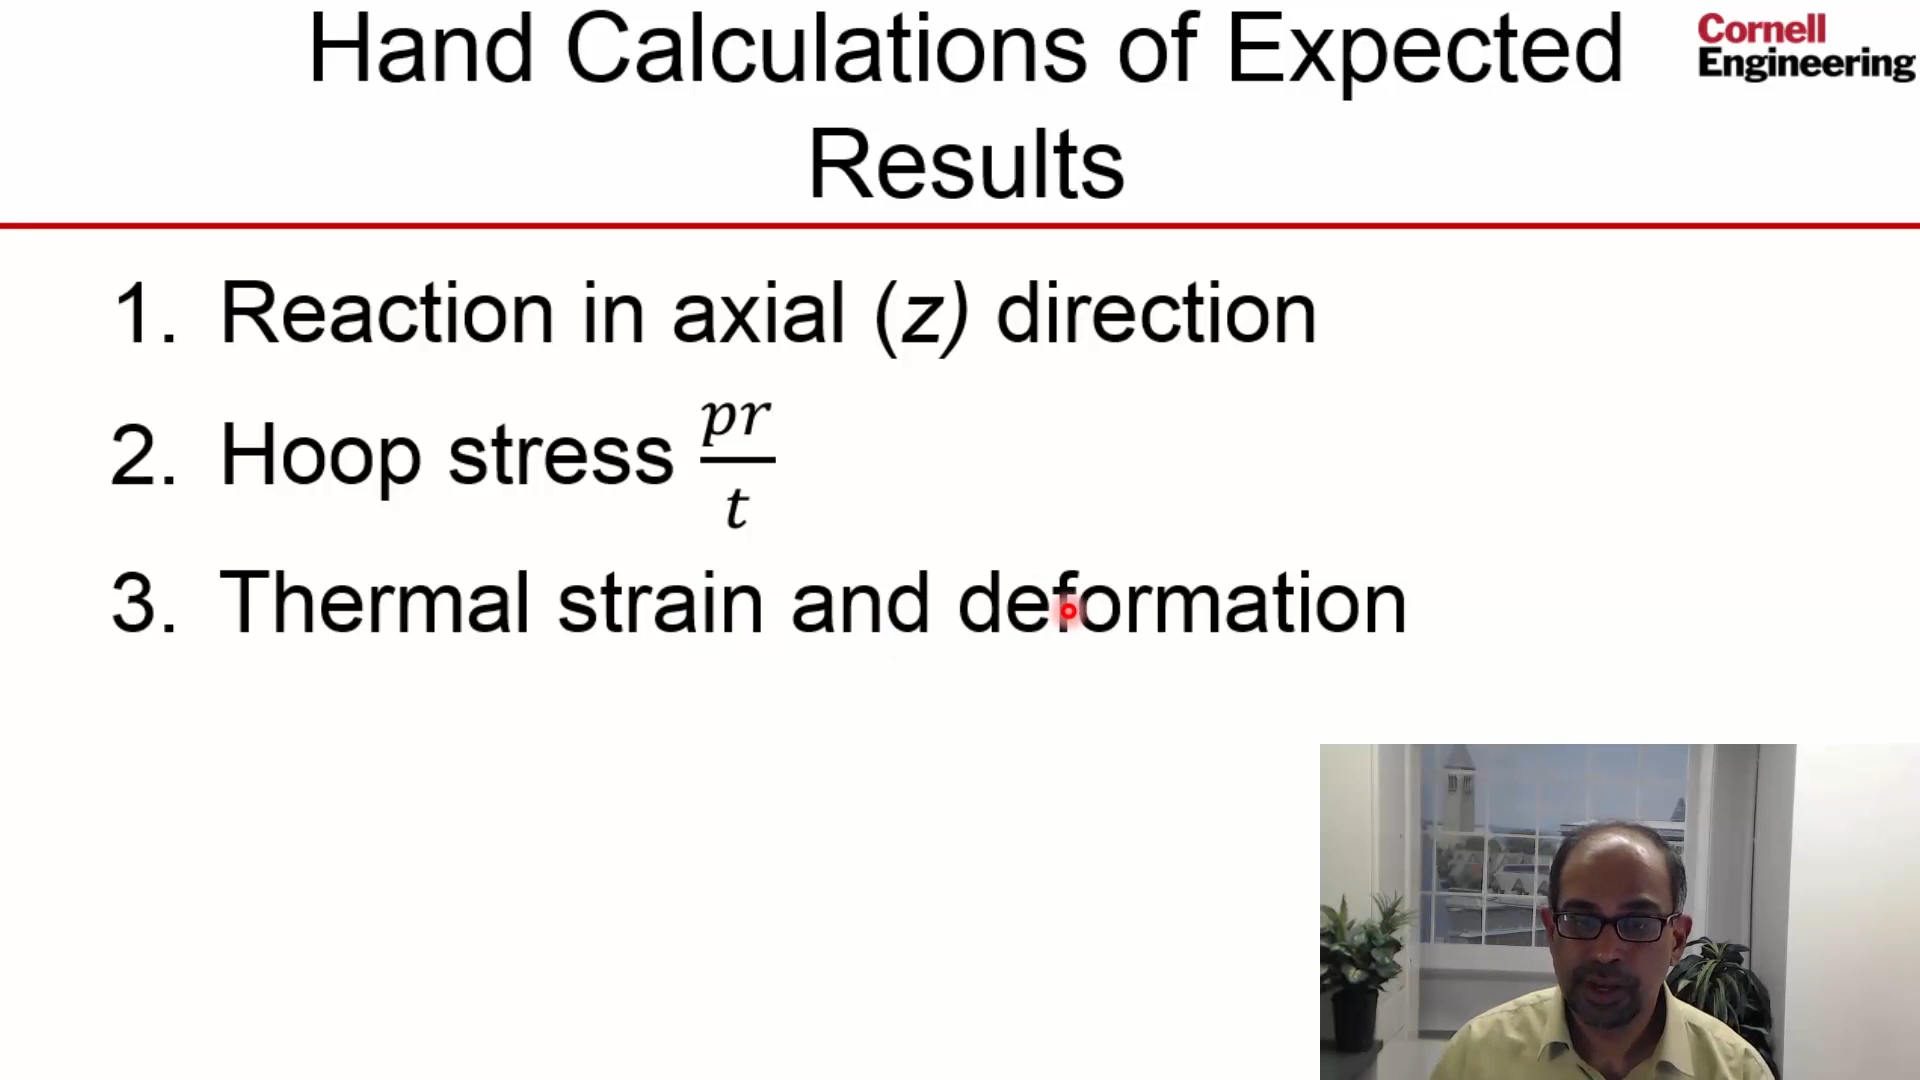 Hand Calculations of Expected
Results
Cornell
Engineering
1. Reaction in axial (z) direction
2. Hoop stress \frac{pr}{t}
3. Thermal strain and deformation